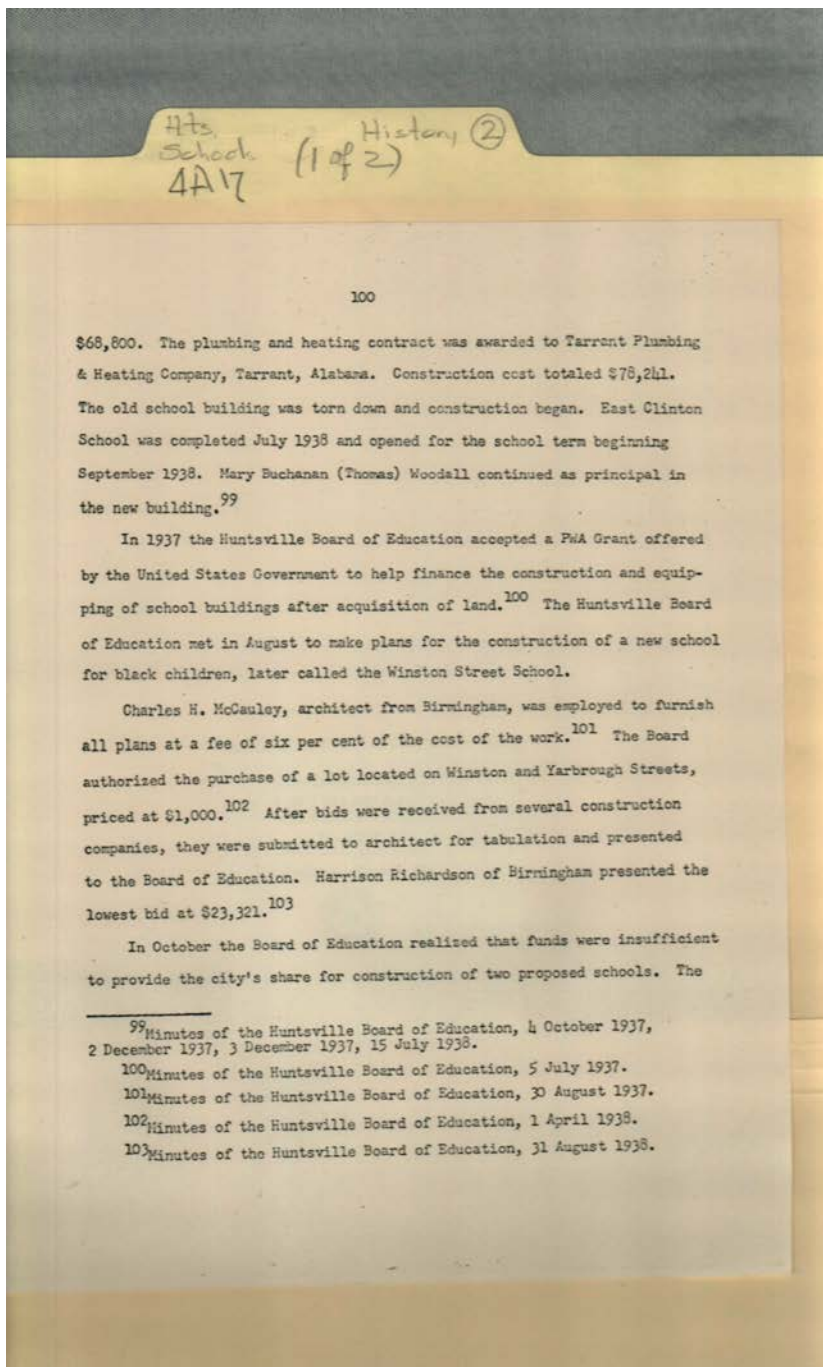 Hts. History ②
School (1 of 2)
4A17
100
$68,800. The plumbing and heating contract was awarded to Tarrant Plumbing
& Heating Company, Tarrant, Alabama. Construction cost totaled $78,241.
The old school building was torn down and construction began. East Clinton
School was completed July 1938 and opened for the school term beginning
September 1938. Mary Buchanan (Thomas) Woodall continued as principal in
the new building.99
In 1937 the Huntsville Board of Education accepted a PWA Grant offered
by the United States Government to help finance the construction and equip-
ping of school buildings after acquisition of land.100 The Huntsville Board
of Education met in August to make plans for the construction of a new school
for black children, later called the Winston Street School.
Charles H. McCauley, architect from Birmingham, was employed to furnish
all plans at a fee of six per cent of the cost of the work.101 The Board
authorized the purchase of a lot located on Winston and Yarbrough Streets,
priced at $1,000.102 After bids were received from several construction
companies, they were submitted to architect for tabulation and presented
to the Board of Education. Harrison Richardson of Birmingham presented the
lowest bid at $23,321.103
In October the Board of Education realized that funds were insufficient
to provide the city's share for construction of two proposed schools. The
99Minutes of the Huntsville Board of Education, 4 October 1937,
2 December 1937, 3 December 1937, 15 July 1938.
100Minutes of the Huntsville Board of Education, 5 July 1937.
101Minutes of the Huntsville Board of Education, 30 August 1937.
102Minutes of the Huntsville Board of Education, 1 April 1938.
103Minutes of the Huntsville Board of Education, 31 August 1938.